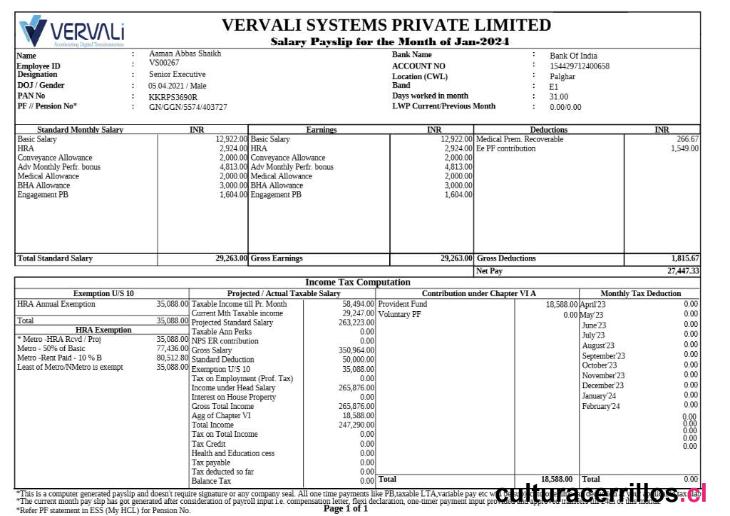 VERVALI
Accelerating Digital Transformation
VERVALI SYSTEMS PRIVATE LIMITED
Salary Payslip for the Month of Jan-2024
Name : Aaman Abbas Shaikh
Employee ID : VS00267
Designation : Senior Executive
DOJ / Gender : 05.04.2021 / Male
PAN No : KKRPS3690R
PF // Pension No* : GN/GGN/5574/403727
Bank Name : Bank Of India
ACCOUNT NO : 154429712400658
Location (CWL) : Palghar
Band : E1
Days worked in month : 31.00
LWP Current/Previous Month : 0.00/0.00
Standard Monthly Salary INR Earnings INR Deductions INR
Basic Salary 12,922.00 Basic Salary 12,922.00 Medical Prem. Recoverable 266.67
HRA 2,924.00 HRA 2,924.00 Ee PF contribution 1,549.00
Conveyance Allowance 2,000.00 Conveyance Allowance 2,000.00
Adv Monthly Perfr. bonus 4,813.00 Adv Monthly Perfr. bonus 4,813.00
Medical Allowance 2,000.00 Medical Allowance 2,000.00
BHA Allowance 3,000.00 BHA Allowance 3,000.00
Engagement PB 1,604.00 Engagement PB 1,604.00
Total Standard Salary 29,263.00 Gross Earnings 29,263.00 Gross Deductions 1,815.67
Net Pay 27,447.33
Income Tax Computation
Exemption U/S 10 Projected / Actual Taxable Salary Contribution under Chapter VI A Monthly Tax Deduction
HRA Annual Exemption 35,088.00
Total 35,088.00
HRA Exemption
* Metro -HRA Rcvd / Proj 35,088.00
Metro - 50% of Basic 77,436.00
Metro -Rent Paid - 10 % B 80,512.80
Least of Metro/NMetro is exempt 35,088.00
Taxable Income till Pr. Month 58,494.00
Current Mth Taxable income 29,247.00
Projected Standard Salary 263,223.00
Taxable Ann Perks 0.00
NPS ER contribution 0.00
Gross Salary 350,964.00
Standard Deduction 50,000.00
Exemption U/S 10 35,088.00
Tax on Employment (Prof. Tax) 0.00
Income under Head Salary 265,876.00
Interest on House Property 0.00
Gross Total Income 265,876.00
Agg of Chapter VI 18,588.00
Total Income 247,290.00
Tax on Total Income 0.00
Tax Credit 0.00
Health and Education cess 0.00
Tax payable 0.00
Tax deducted so far 0.00
Balance Tax 0.00
Provident Fund 18,588.00
Voluntary PF 0.00
Total 18,588.00
April'23 0.00
May'23 0.00
June'23 0.00
July'23 0.00
August'23 0.00
September'23 0.00
October'23 0.00
November'23 0.00
December'23 0.00
January'24 0.00
February'24 0.00
0.00
0.00
0.00
0.00
0.00
Total 0.00
*This is a computer generated payslip and doesn't require signature or any company seal. All one time payments like PB,taxable LTA,variable pay etc
*The current month pay slip has got generated after consideration of payroll input i.e. compensation letter, flexi declaration, one-timer payment input
*Refer PF statement in ESS (My HCL) for Pension No.
Page 1 of 1
culturacerrillos.cl